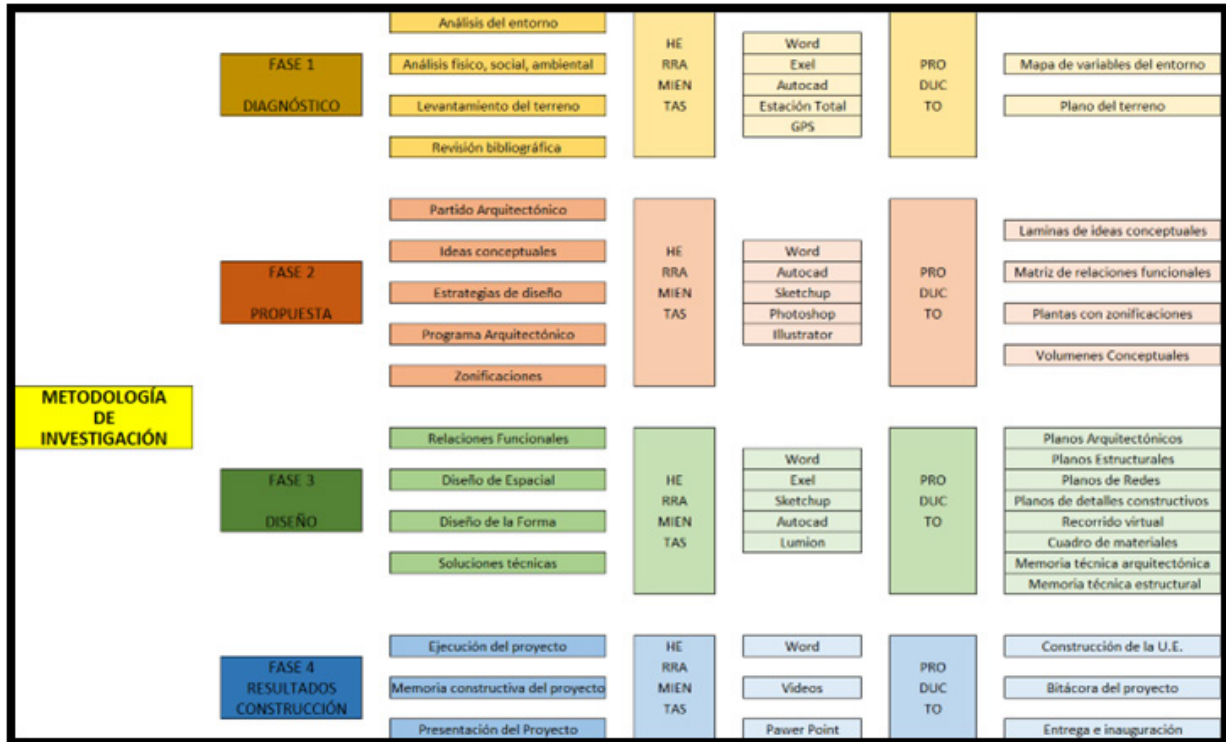 METODOLOGÍA
DE
INVESTIGACIÓN
FASE 1
DIAGNÓSTICO
Análisis del entorno
Análisis fisico, social, ambiental
Levantamiento del terreno
Revisión bibliográfica
HE
RRA
MIEN
TAS
Word
Exel
Autocad
Estación Total
GPS
PRO
DUC
TO
Mapa de variables del entorno
Plano del terreno
FASE 2
PROPUESTA
Partido Arquitectónico
Ideas conceptuales
Estrategias de diseño
Programa Arquitectónico
Zonificaciones
HE
RRA
MIEN
TAS
Word
Autocad
Sketchup
Photoshop
Illustrator
PRO
DUC
TO
Laminas de ideas conceptuales
Matriz de relaciones funcionales
Plantas con zonificaciones
Volumenes Conceptuales
FASE 3
DISEÑO
Relaciones Funcionales
Diseño de Espacial
Diseño de la Forma
Soluciones técnicas
HE
RRA
MIEN
TAS
Word
Exel
Sketchup
Autocad
Lumion
PRO
DUC
TO
Planos Arquitectónicos
Planos Estructurales
Planos de Redes
Planos de detalles constructivos
Recorrido virtual
Cuadro de materiales
Memoria técnica arquitectónica
Memoria técnica estructural
FASE 4
RESULTADOS
CONSTRUCCIÓN
Ejecución del proyecto
Memoria constructiva del proyecto
Presentación del Proyecto
HE
RRA
MIEN
TAS
Word
Videos
Pawer Point
PRO
DUC
TO
Construcción de la U.E.
Bitácora del proyecto
Entrega e inauguración